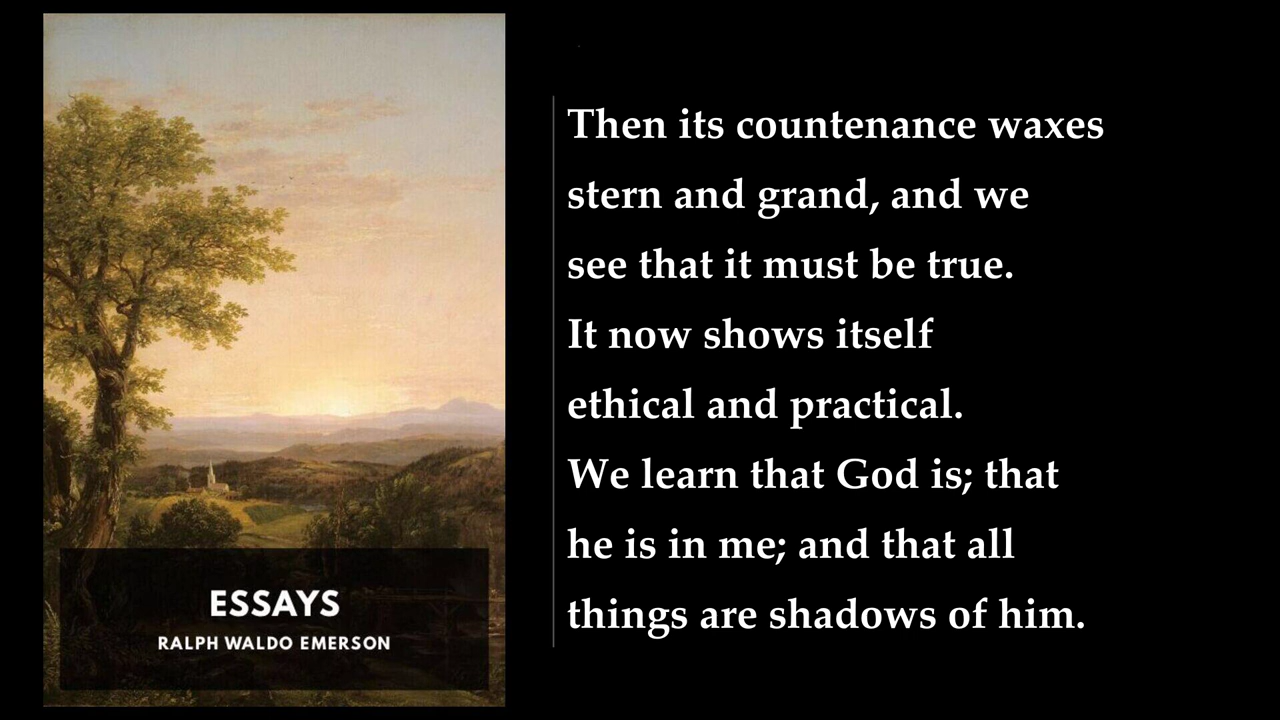 ESSAYS
RALPH WALDO EMERSON
Then its countenance waxes
stern and grand, and we
see that it must be true.
It now shows itself
ethical and practical.
We learn that God is; that
he is in me; and that all
things are shadows of him.